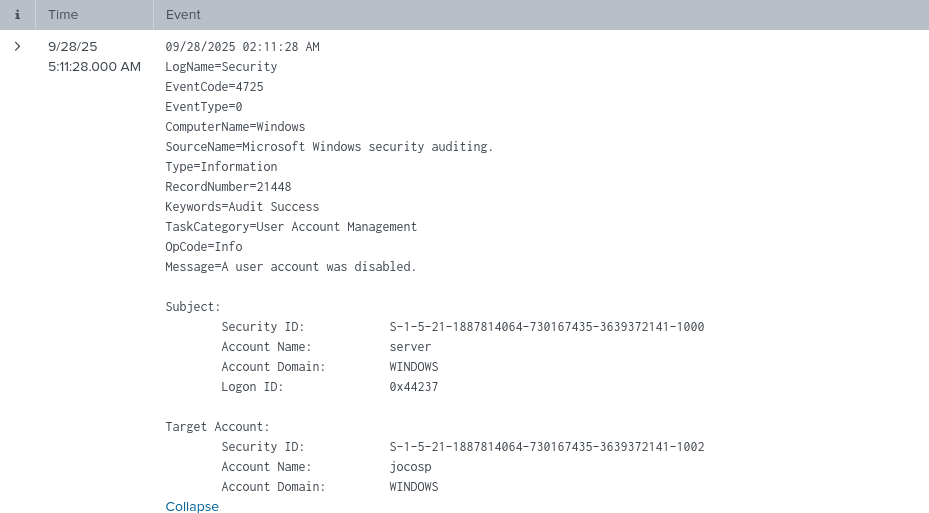 i Time Event
9/28/25 09/28/2025 02:11:28 AM
5:11:28.000 AM LogName=Security
EventCode=4725
EventType=0
ComputerName=Windows
SourceName=Microsoft Windows security auditing.
Type=Information
RecordNumber=21448
Keywords=Audit Success
TaskCategory=User Account Management
OpCode=Info
Message=A user account was disabled.
Subject:
Security ID: S-1-5-21-1887814064-730167435-3639372141-1000
Account Name: server
Account Domain: WINDOWS
Logon ID: 0x44237
Target Account:
Security ID: S-1-5-21-1887814064-730167435-3639372141-1002
Account Name: jocosp
Account Domain: WINDOWS
Collapse